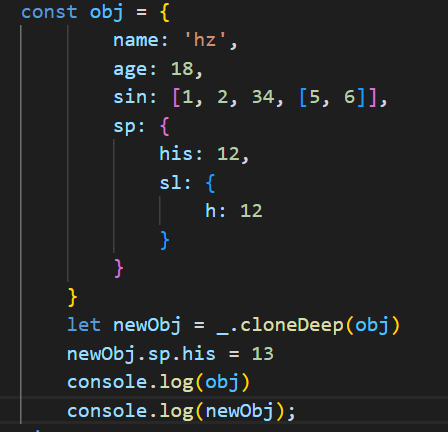 const obj = {
name: 'hz',
age: 18,
sin: [1, 2, 34, [5, 6]],
sp: {
his: 12,
sl: {
h: 12
}
}
}
let newObj = _.cloneDeep(obj)
newObj.sp.his = 13
console.log(obj)
console.log(newObj);